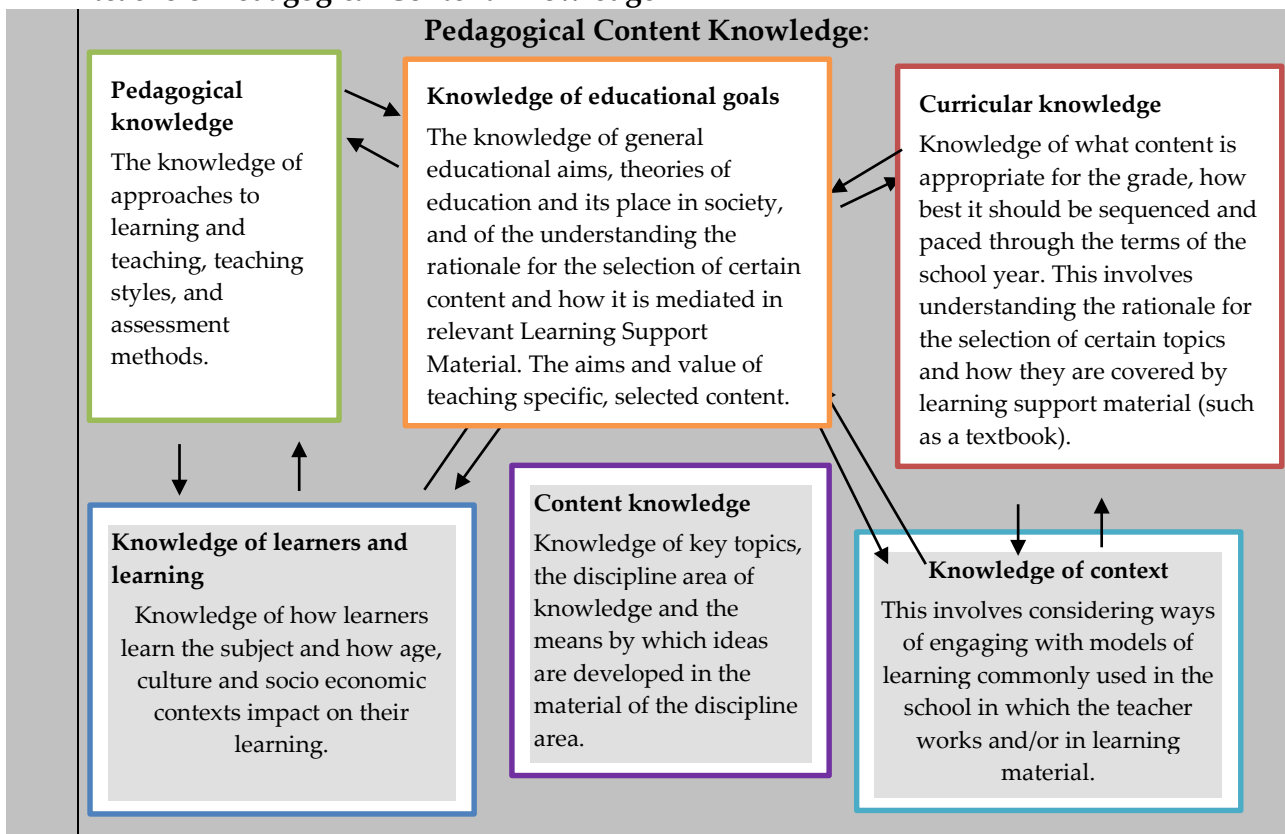 Pedagogical Content Knowledge:
Pedagogical
knowledge
The knowledge of
approaches to
learning and
teaching, teaching
styles, and
assessment
methods.
Knowledge of educational goals
The knowledge of general
educational aims, theories of
education and its place in society,
and of the understanding the
rationale for the selection of certain
content and how it is mediated in
relevant Learning Support
Material. The aims and value of
teaching specific, selected content.
Curricular knowledge
Knowledge of what content is
appropriate for the grade, how
best it should be sequenced and
paced through the terms of the
school year. This involves
understanding the rationale for
the selection of certain topics
and how they are covered by
learning support material (such
as a textbook).
Knowledge of learners and
learning
Knowledge of how learners
learn the subject and how age,
culture and socio economic
contexts impact on their
learning.
Content knowledge
Knowledge of key topics,
the discipline area of
knowledge and the
means by which ideas
are developed in the
material of the discipline
area.
Knowledge of context
This involves considering ways
of engaging with models of
learning commonly used in the
school in which the teacher
works and/or in learning
material.